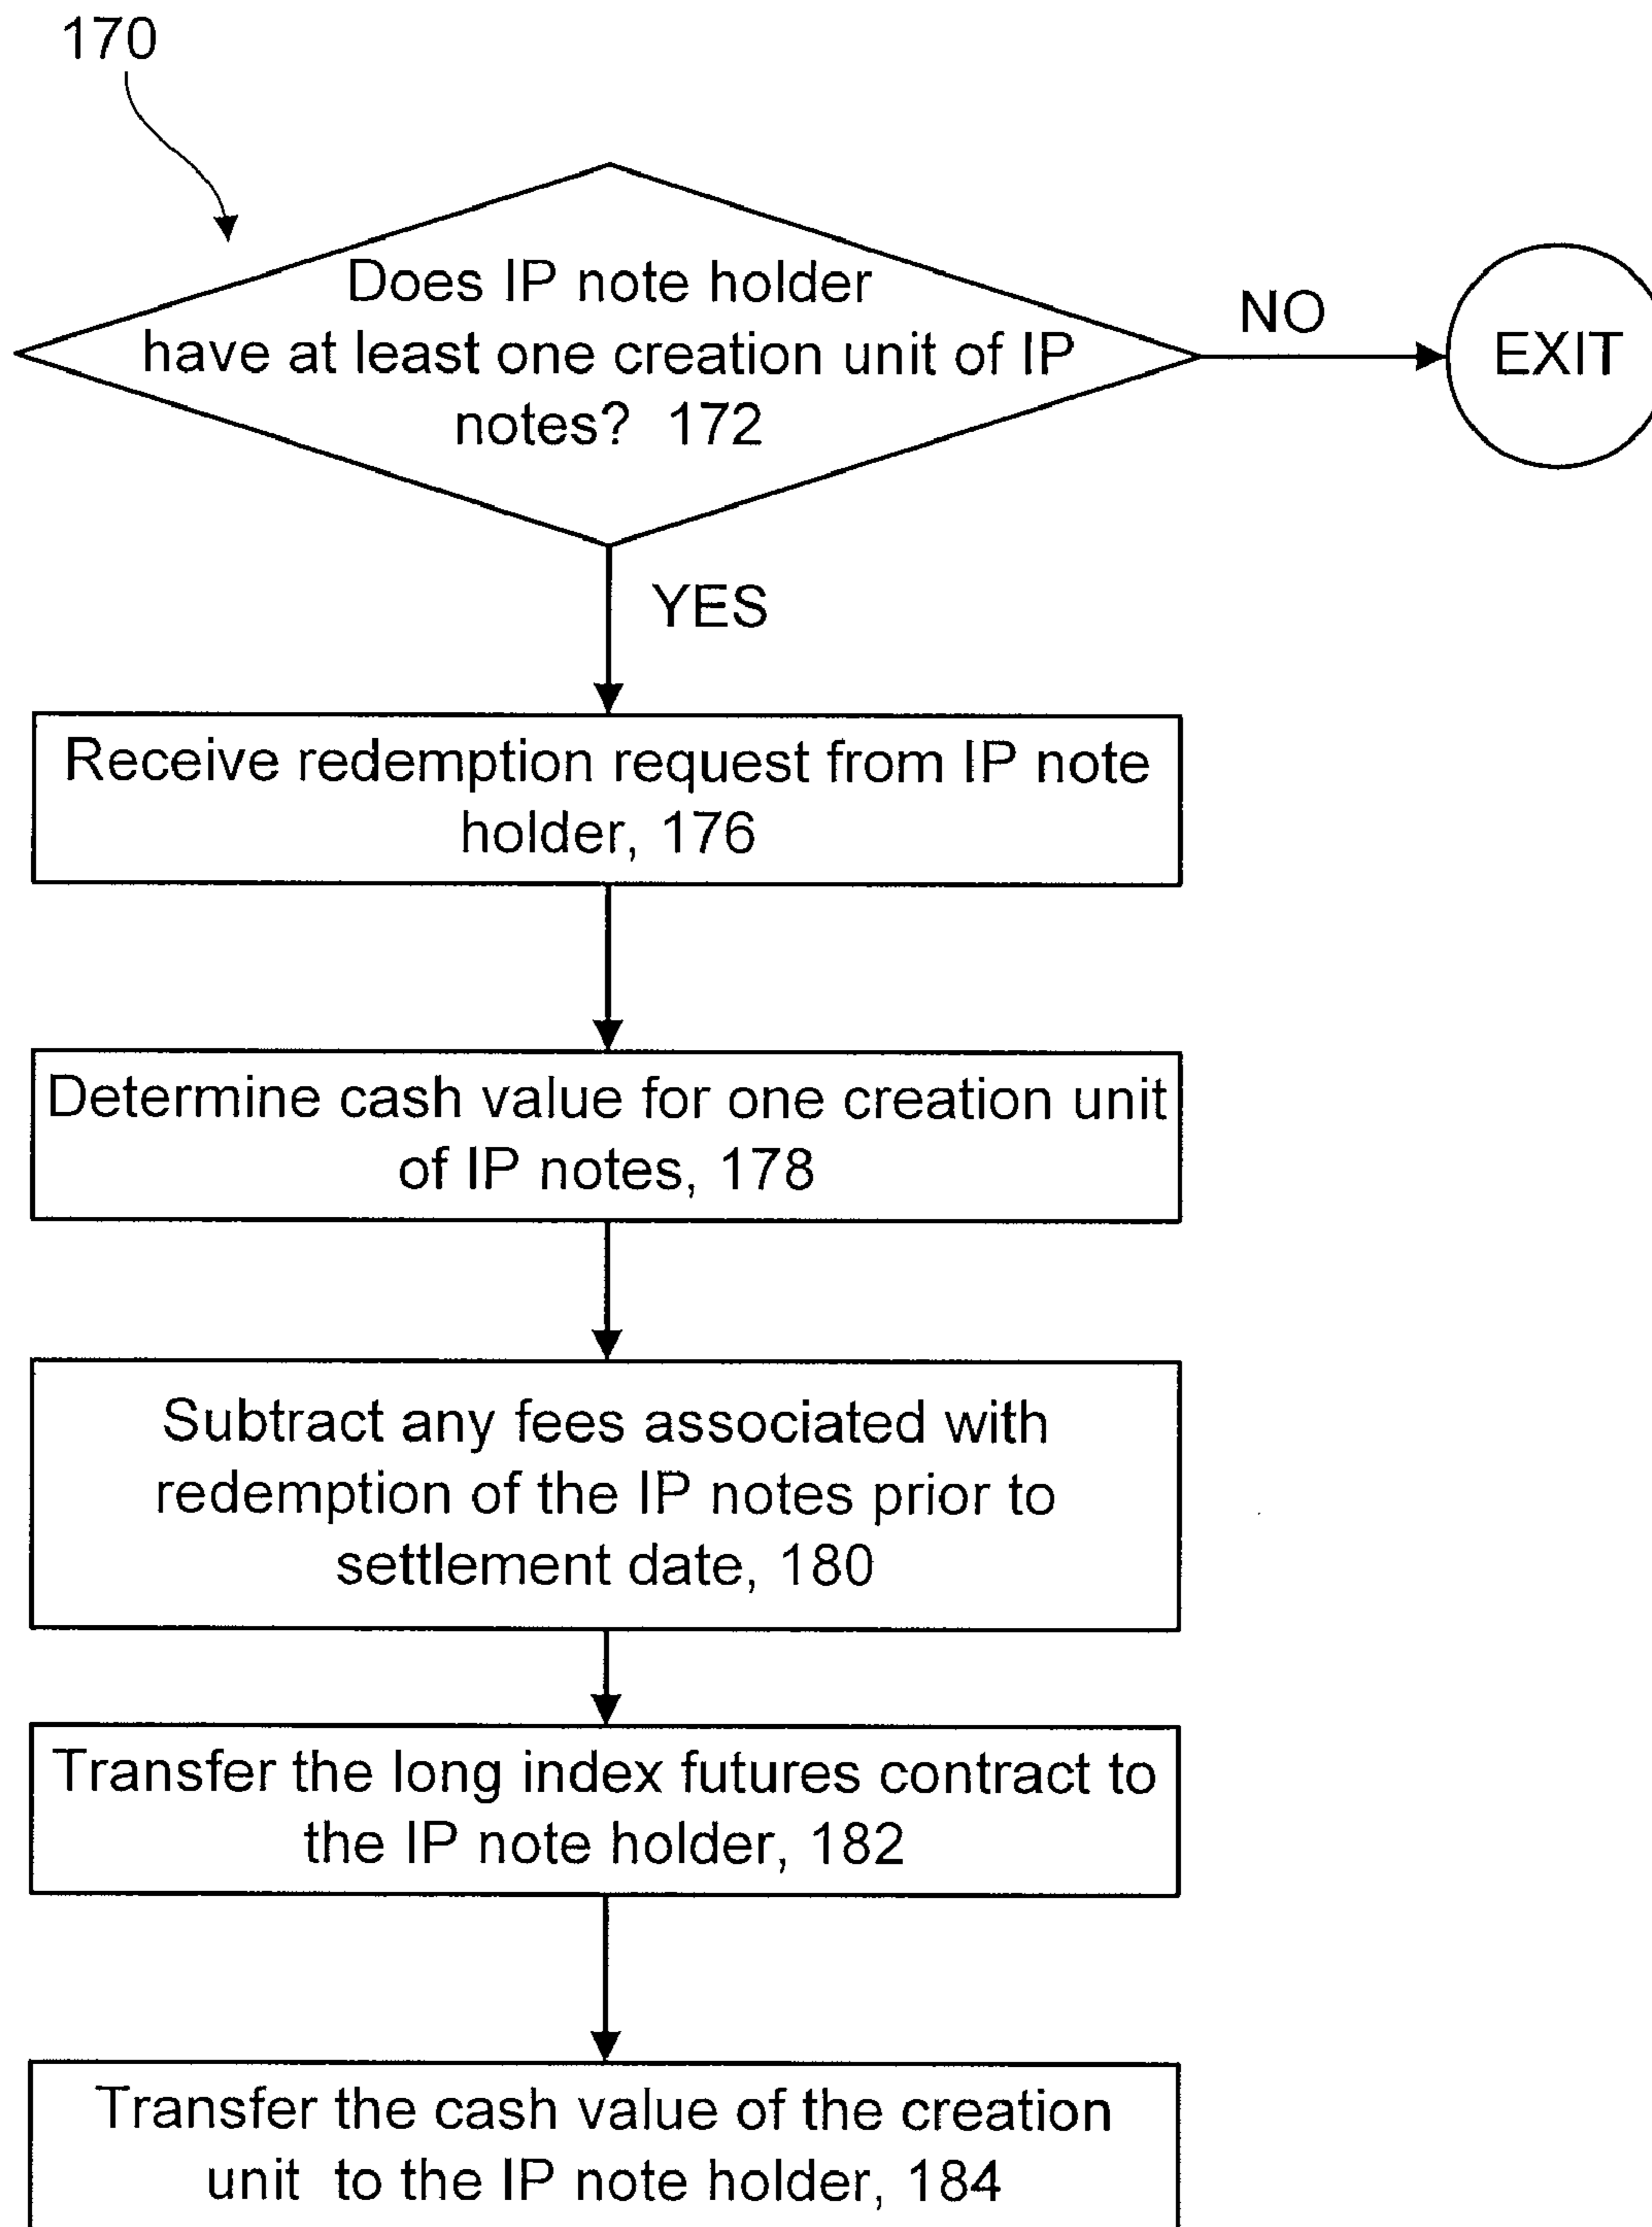 170
Does IP note holder
have at least one creation unit of IP
notes? 172
NO
EXIT
YES
Receive redemption request from IP note
holder, 176
Determine cash value for one creation unit
of IP notes, 178
Subtract any fees associated with
redemption of the IP notes prior to
settlement date, 180
Transfer the long index futures contract to
the IP note holder, 182
Transfer the cash value of the creation
unit to the IP note holder, 184